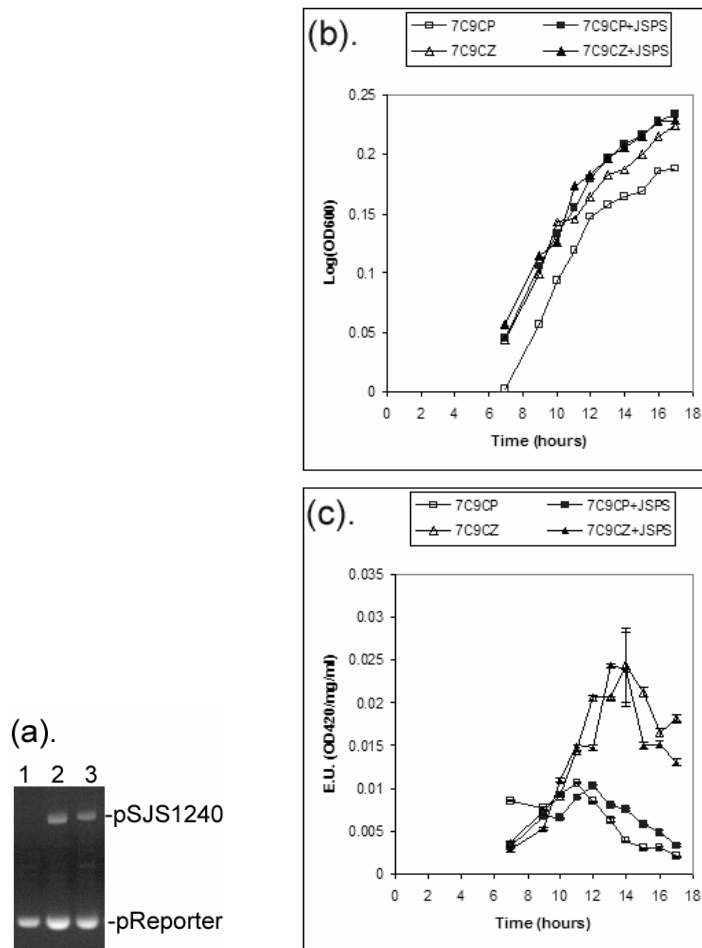 (b).
7C9CP 7C9CP+JSPS
7C9CZ 7C9CZ+JSPS
0.25
0.2
0.15
0.1
0.05
0
Log(OD600)
0 2 4 6 8 10 12 14 16 18
Time (hours)
(c).
7C9CP 7C9CP+JSPS
7C9CZ 7C9CZ+JSPS
0.035
0.03
0.025
0.02
0.015
0.01
0.005
0
E.U. (OD420/mg/ml)
0 2 4 6 8 10 12 14 16 18
Time (hours)
(a).
1 2 3
-pSJS1240
-pReporter